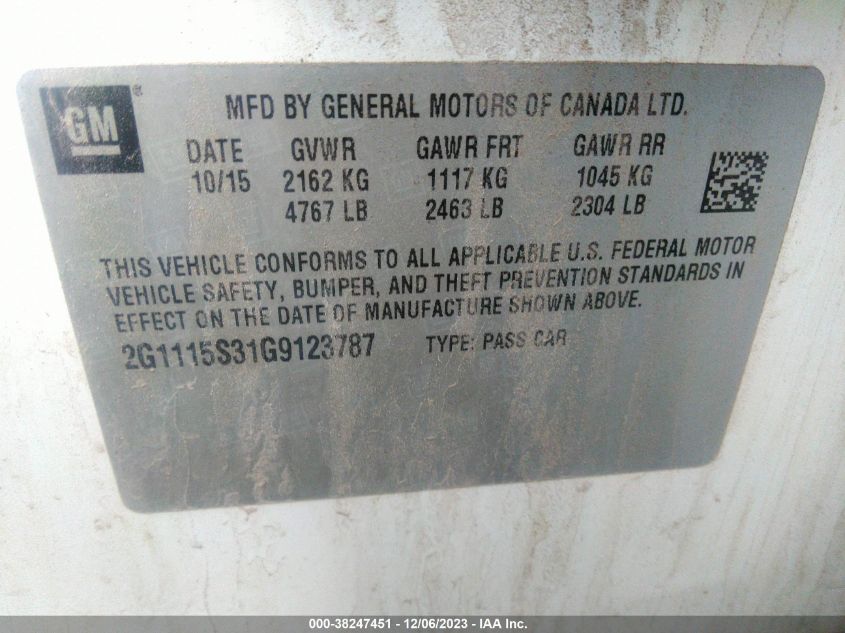 GM®
MFD BY GENERAL MOTORS OF CANADA LTD.
DATE GVWR GAWR FRT GAWR RR
10/15 2162 KG 1117 KG 1045 KG
4767 LB 2463 LB 2304 LB
THIS VEHICLE CONFORMS TO ALL APPLICABLE U.S. FEDERAL MOTOR
VEHICLE SAFETY, BUMPER, AND THEFT PREVENTION STANDARDS IN
EFFECT ON THE DATE OF MANUFACTURE SHOWN ABOVE.
2G1115S31G9123787 TYPE: PASS CAR
000-38247451 - 12/06/2023 - IAA Inc.